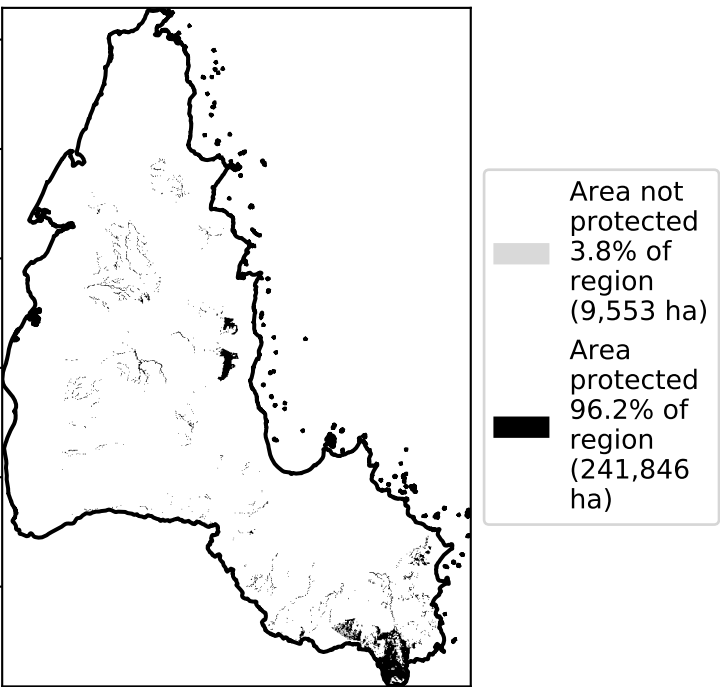 Area not
protected
3.8% of
region
(9,553 ha)
Area
protected
96.2% of
region
(241,846
ha)